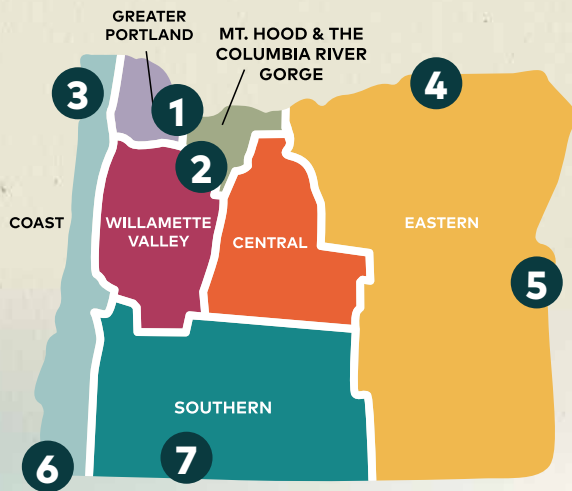 GREATER
PORTLAND
MT. HOOD & THE
COLUMBIA RIVER
GORGE
3
4
1
2
COAST
WILLAMETTE
VALLEY
CENTRAL
EASTERN
5
SOUTHERN
6
7